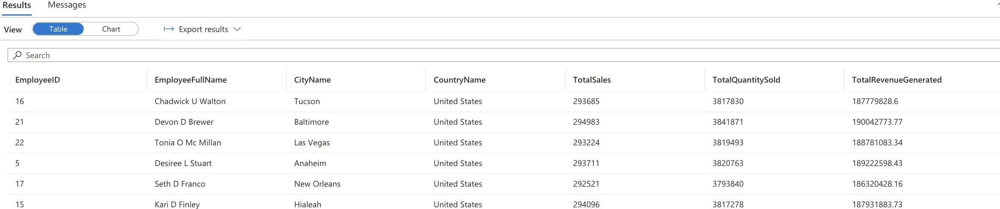 Results Messages
View Table Chart Export results
Search
EmployeeID EmployeeFullName CityName CountryName TotalSales TotalQuantitySold TotalRevenueGenerated
16 Chadwick U Walton Tucson United States 293685 3817830 187779828.6
21 Devon D Brewer Baltimore United States 294983 3841871 190042773.77
22 Tonia O Mc Millan Las Vegas United States 293224 3819493 188781083.34
5 Desiree L Stuart Anaheim United States 293711 3820763 189222598.43
17 Seth D Franco New Orleans United States 292521 3793840 186320428.16
15 Kari D Finley Hialeah United States 294096 3817278 187931883.73